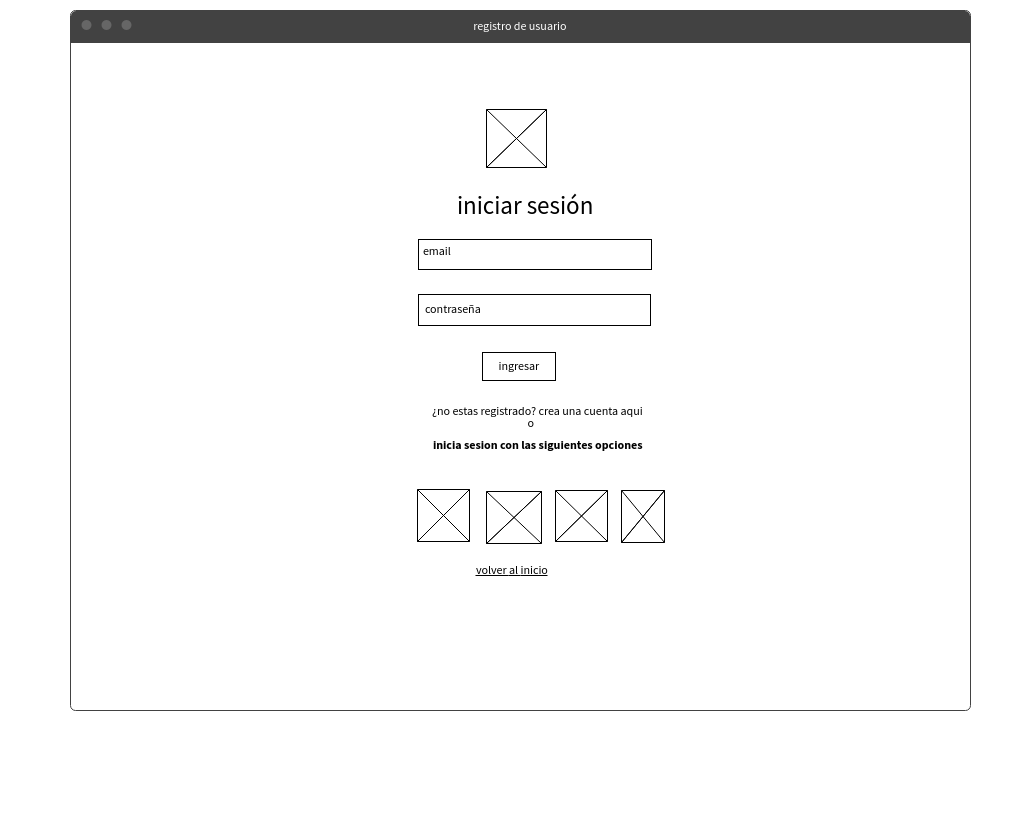 registro de usuario
iniciar sesión
email
contraseña
ingresar
¿no estas registrado? crea una cuenta aqui
o
inicia sesion con las siguientes opciones
volver al inicio